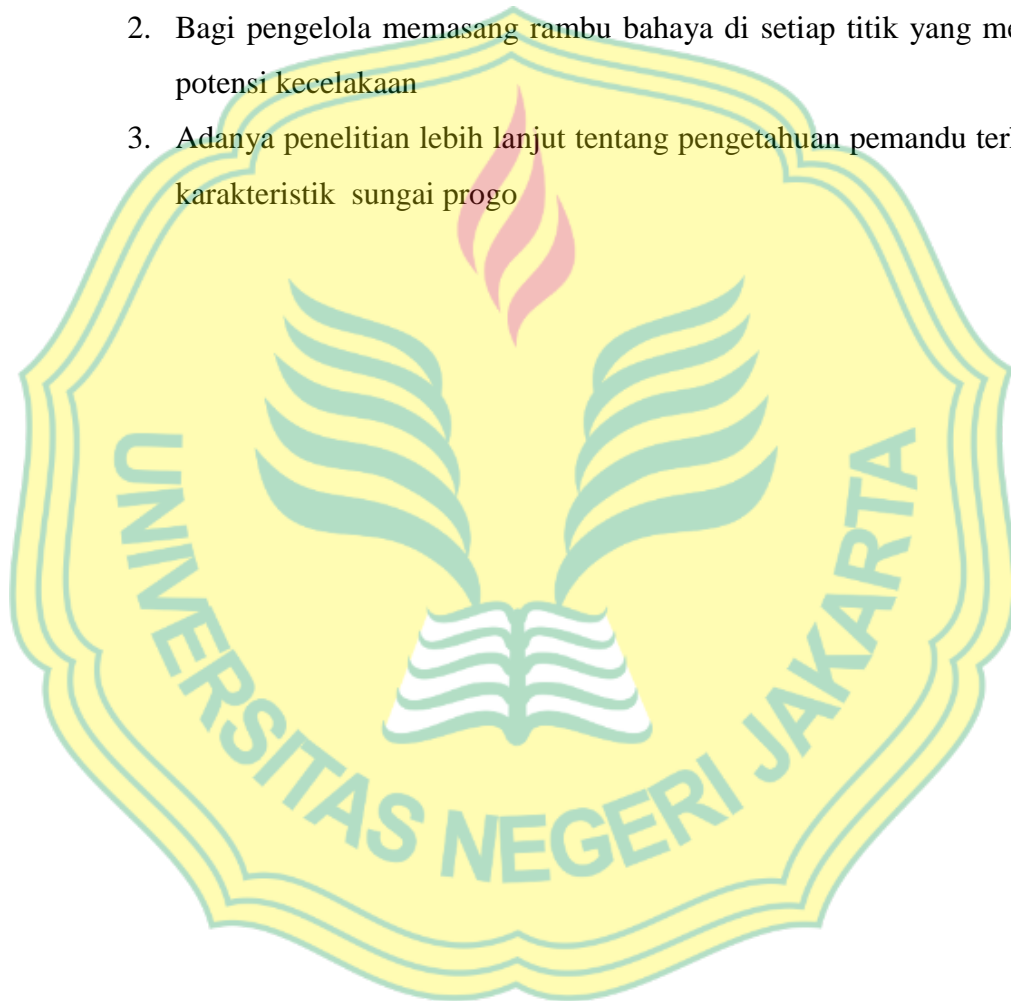 2. Bagi pengelola memasang rambu bahaya di setiap titik yang me
potensi kecelakaan
3. Adanya penelitian lebih lanjut tentang pengetahuan pemandu ter
karakteristik sungai progo
UNIVERSITAS NEGERI JAKARTA